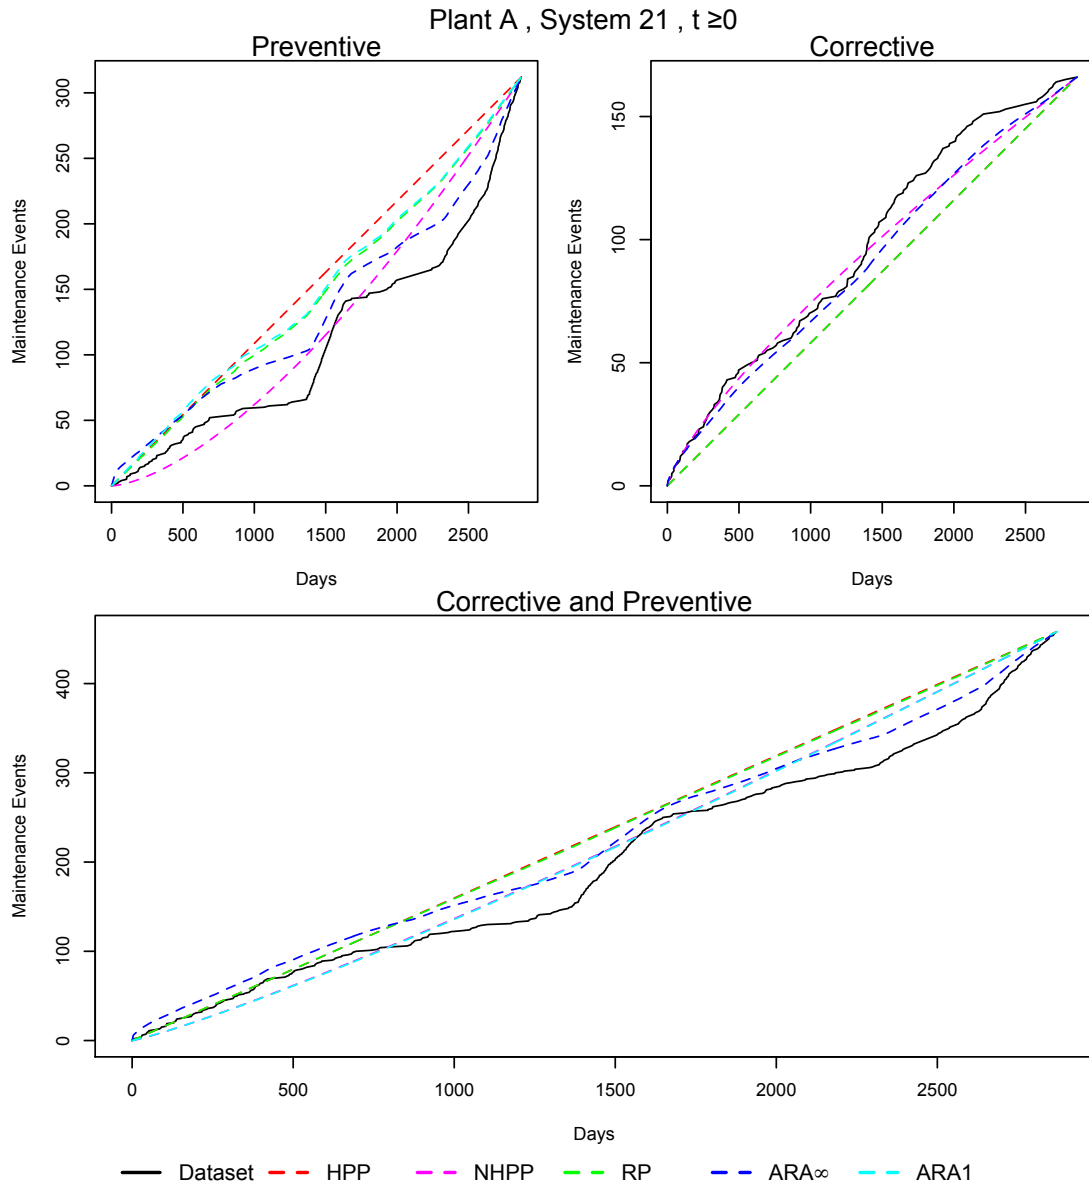 Plant A , System 21 , t ≥0
Preventive
Corrective
Maintenance Events
0 50 100 150 200 250 300
0 500 1000 1500 2000 2500
Days
Maintenance Events
0 50 100 150
0 500 1000 1500 2000 2500
Days
Corrective and Preventive
Maintenance Events
0 100 200 300 400
0 500 1000 1500 2000 2500
Days
Dataset HPP NHPP RP ARA∞ ARA1